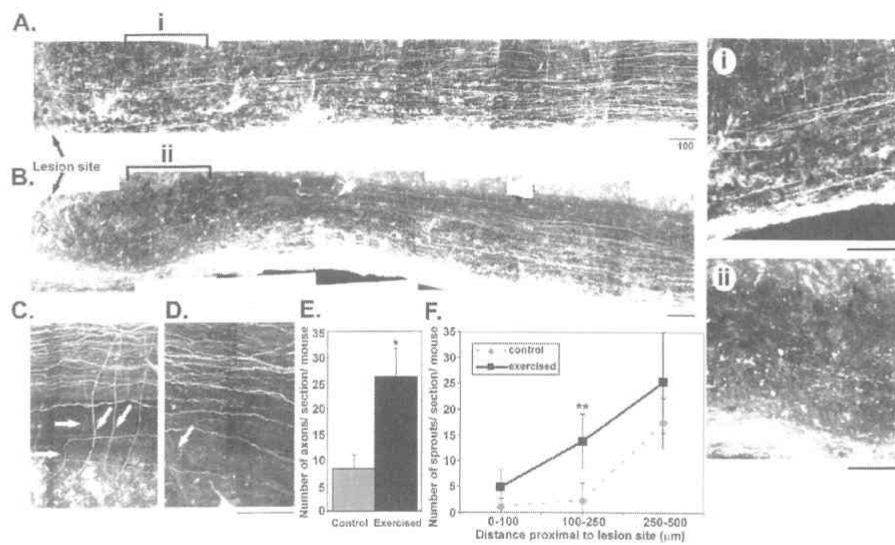 A.
i
100
Lesion site
ii
B.
i
ii
C.
D.
E.
Number of axons/ section/ mouse
35
30
25
20
15
10
5
0
*
Control Exercised
F.
Number of sprouts/ section/ mouse
35
30
25
20
15
10
5
0
control
exercised
**
0-100 100-250 250-500
Distance proximal to lesion site (μm)